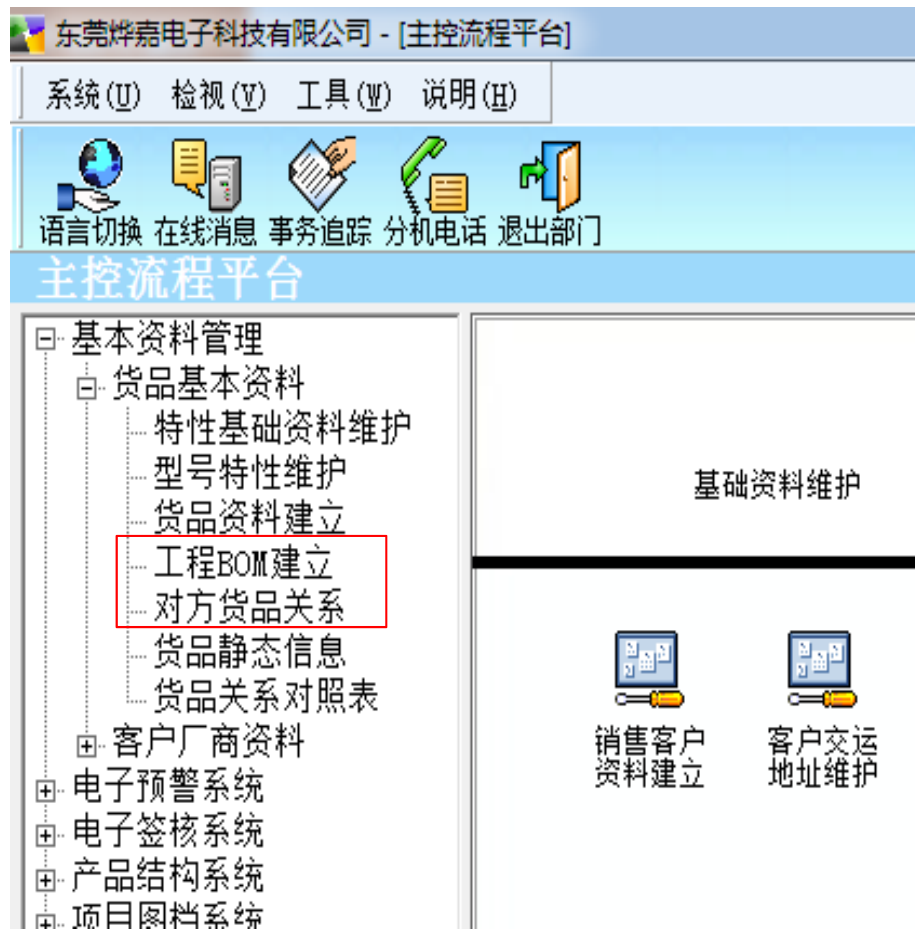 东莞烨嘉电子科技有限公司 - [主控流程平台]
系统(U) 检视(V) 工具(W) 说明(H)
语言切换 在线消息 事务追踪 分机电话 退出部门
主控流程平台
基本资料管理
货品基本资料
特性基础资料维护
型号特性维护
货品资料建立
工程BOM建立
对方货品关系
货品静态信息
货品关系对照表
客户厂商资料
电子预警系统
电子签核系统
产品结构系统
项目图档系统
基础资料维护
销售客户
资料建立
客户交运
地址维护